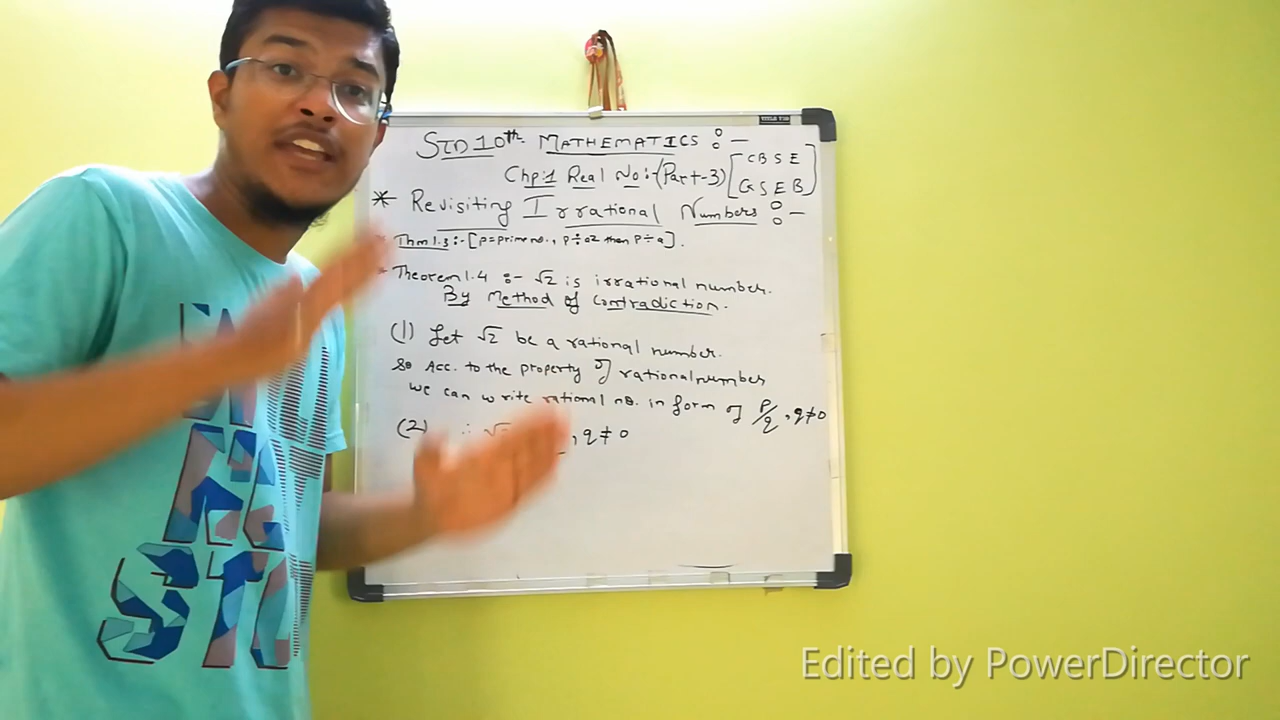 STD 10th MATHEMATICS :-
Chp:1 Real No:-(Part-3) [CBSE
GSEB]
* Revisiting Irrational Numbers :-
Thm 1.3 :- [P=prime no., P÷a2 then P÷a].
Theorem 1.4 :- √2 is irrational number.
By Method of Contradiction.
(1) Let √2 be a rational number.
So Acc. to the property of rational number
we can write rational no. in form of P/q, q≠0
(2) ∴ √ , q≠0
TITLE
Edited by PowerDirector